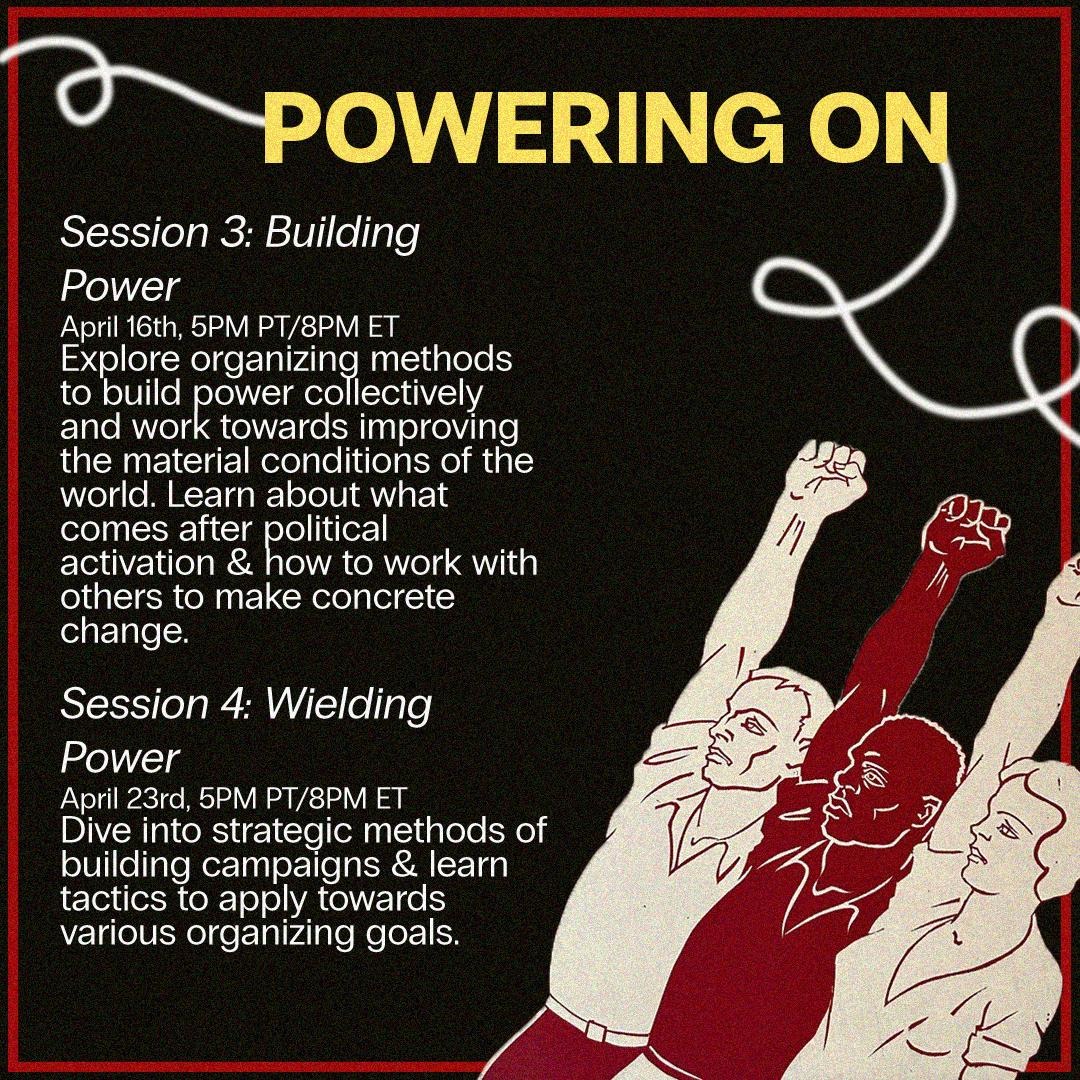 POWERING ON
Session 3: Building
Power
April 16th, 5PM PT/8PM ET
Explore organizing methods
to build power collectively
and work towards improving
the material conditions of the
world. Learn about what
comes after political
activation & how to work with
others to make concrete
change.
Session 4: Wielding
Power
April 23rd, 5PM PT/8PM ET
Dive into strategic methods of
building campaigns & learn
tactics to apply towards
various organizing goals.